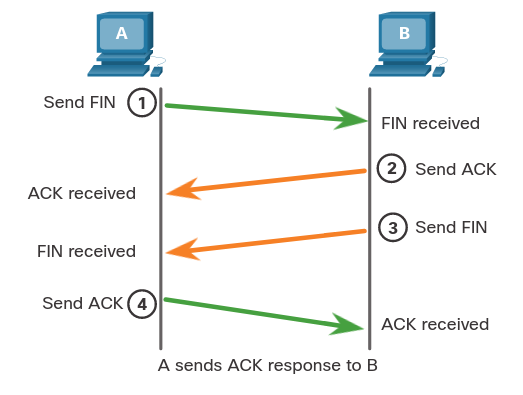 A
B
Send FIN 1
FIN received
2 Send ACK
ACK received
3 Send FIN
FIN received
Send ACK 4
ACK received
A sends ACK response to B